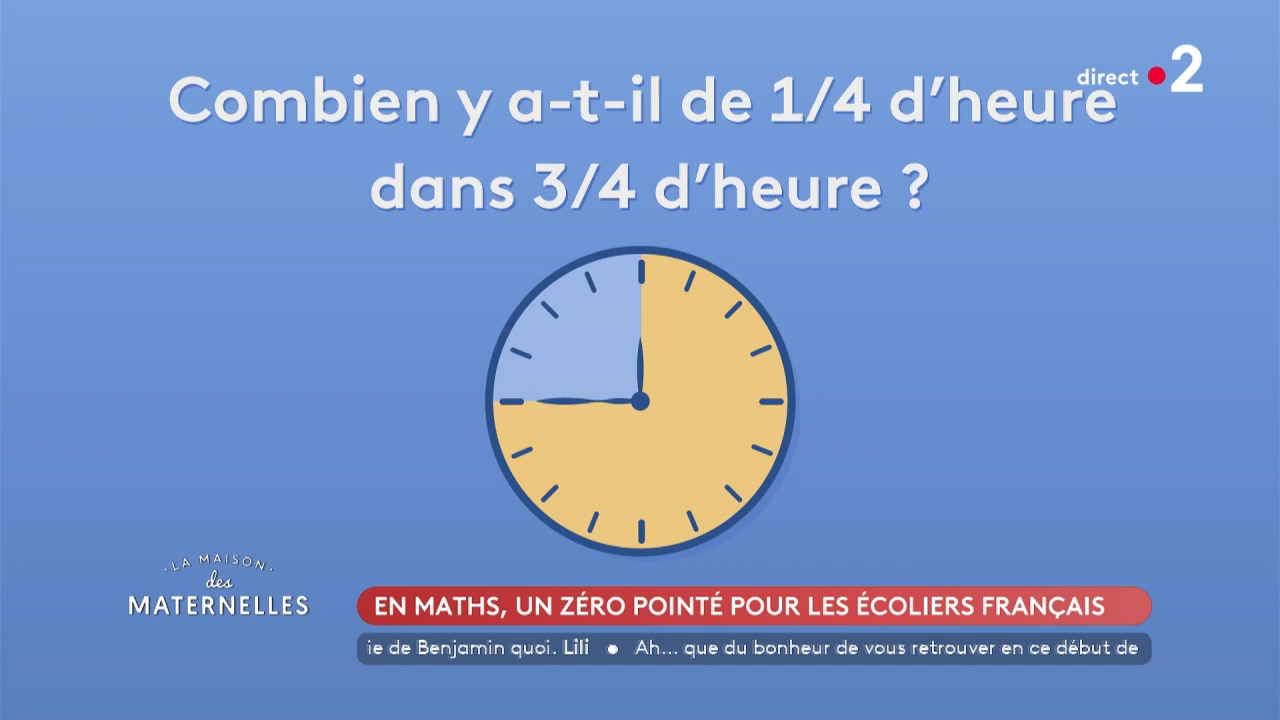 Combien y a-t-il de 1/4 d’heure
direct 2
dans 3/4 d’heure ?
· LA MAISON ·
des
MATERNELLES
EN MATHS, UN ZÉRO POINTÉ POUR LES ÉCOLIERS FRANÇAIS
ie de Benjamin quoi. Lili ● Ah... que du bonheur de vous retrouver en ce début de